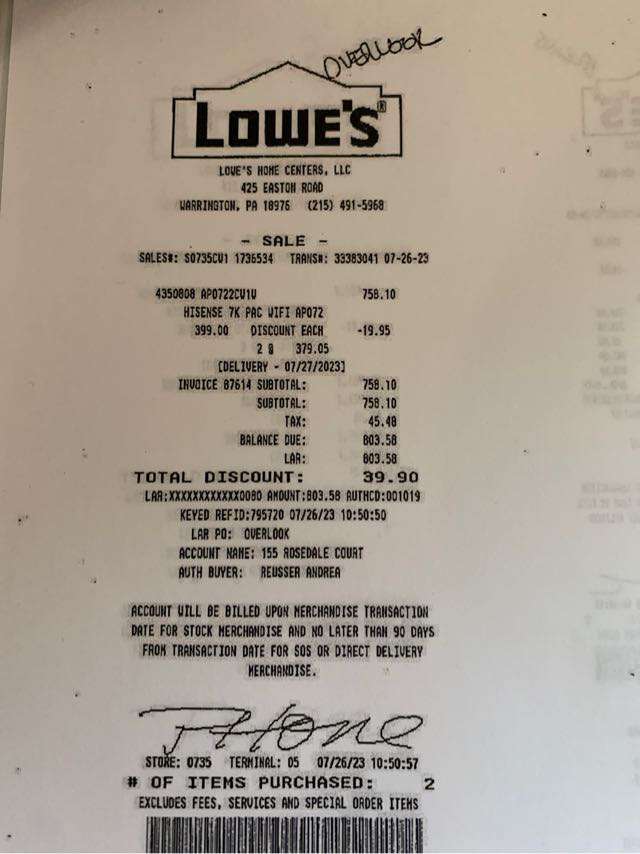 OVERLOOK
LOWE'S®
LOWE'S HOME CENTERS, LLC
425 EASTON ROAD
WARRINGTON, PA 18976 (215) 491-5968
- SALE -
SALES#: S0735CW1 1736534 TRANS#: 33383041 07-26-23
4350808 AP0722CW1W 758.10
HISENSE 7K PAC WIFI AP072
399.00 DISCOUNT EACH -19.95
2 @ 379.05
[DELIVERY - 07/27/2023]
INVOICE 87614 SUBTOTAL: 758.10
SUBTOTAL: 758.10
TAX: 45.48
BALANCE DUE: 803.58
LAR: 803.58
TOTAL DISCOUNT: 39.90
LAR:XXXXXXXXXXXX0080 AMOUNT:803.58 AUTHCD:001019
KEYED REFID:795720 07/26/23 10:50:50
LAR PO: OVERLOOK
ACCOUNT NAME: 155 ROSEDALE COURT
AUTH BUYER: REUSSER ANDREA
ACCOUNT WILL BE BILLED UPON MERCHANDISE TRANSACTION
DATE FOR STOCK MERCHANDISE AND NO LATER THAN 90 DAYS
FROM TRANSACTION DATE FOR SOS OR DIRECT DELIVERY
MERCHANDISE.
STORE: 0735 TERMINAL: 05 07/26/23 10:50:57
# OF ITEMS PURCHASED: 2
EXCLUDES FEES, SERVICES AND SPECIAL ORDER ITEMS